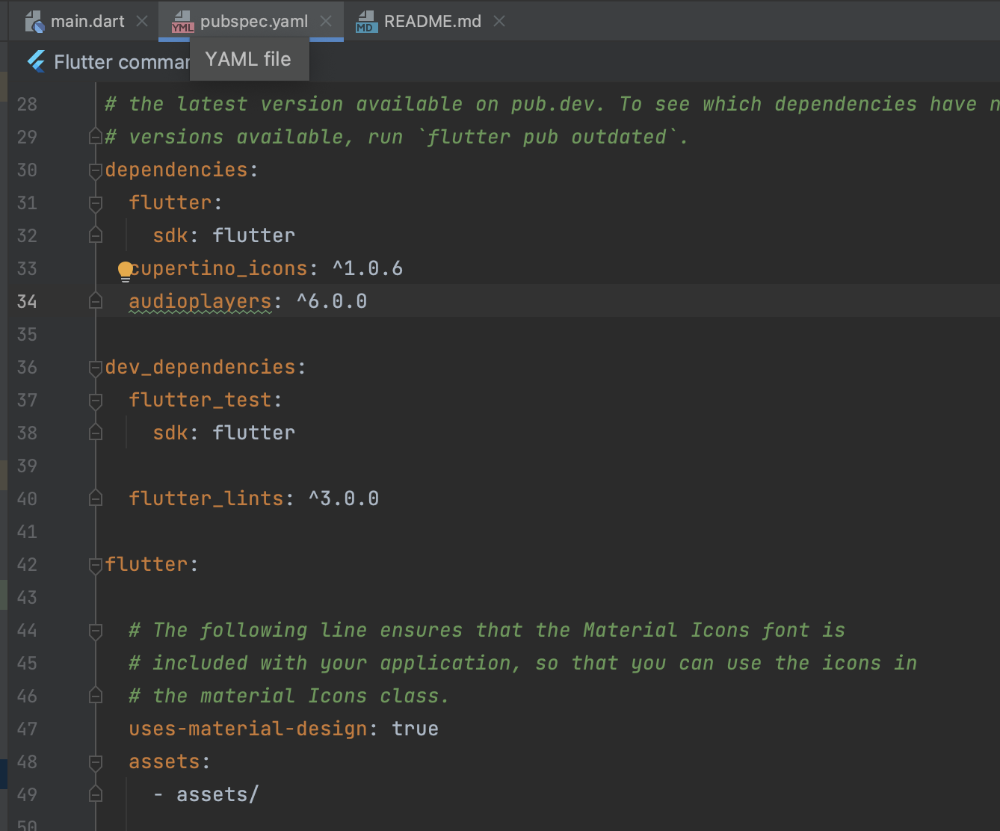 main.dart pubspec.yaml README.md
YML MD
Flutter YAML file
28 # the latest version available on pub.dev. To see which dependencies have
29 # versions available, run `flutter pub outdated`.
30 dependencies:
31 flutter:
32 sdk: flutter
33 cupertino_icons: ^1.0.6
34 audioplayers: ^6.0.0
35
36 dev_dependencies:
37 flutter_test:
38 sdk: flutter
39
40 flutter_lints: ^3.0.0
41
42 flutter:
43
44 # The following line ensures that the Material Icons font is
45 # included with your application, so that you can use the icons in
46 # the material Icons class.
47 uses-material-design: true
48 assets:
49 - assets/
50